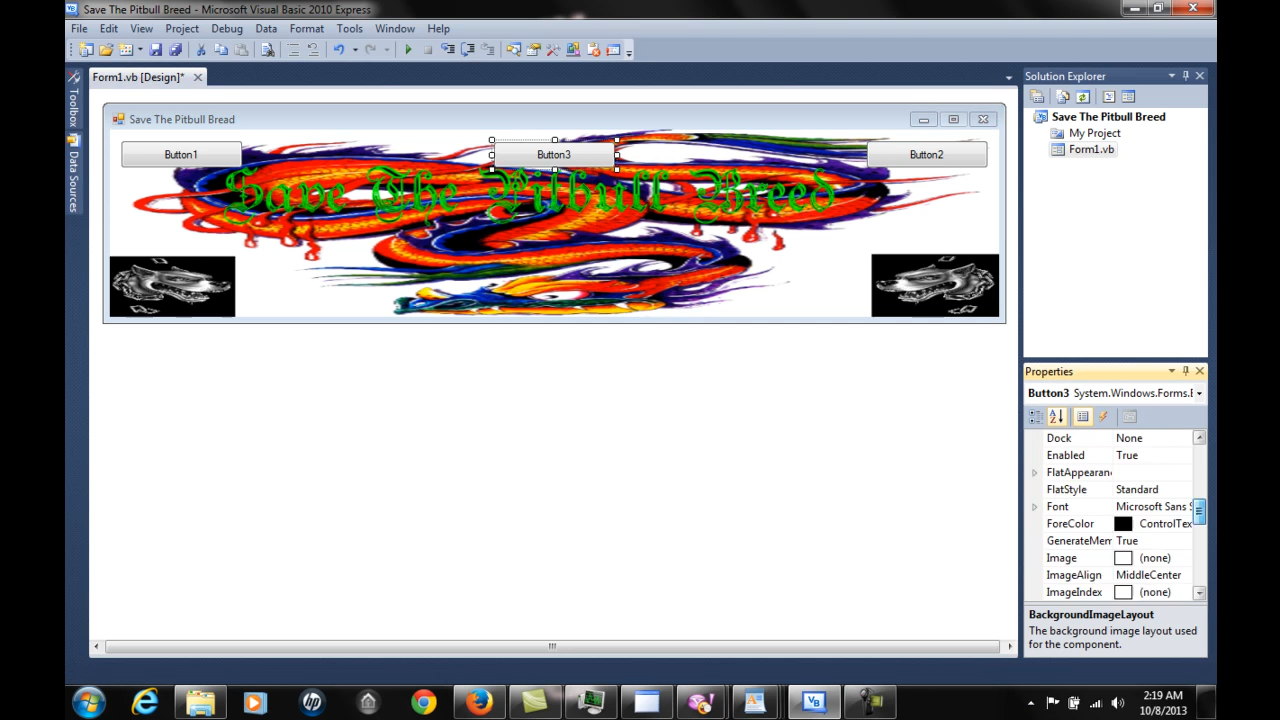 Save The Pitbull Breed - Microsoft Visual Basic 2010 Express
File Edit View Project Debug Data Format Tools Window Help
Form1.vb [Design]*
Toolbox
Data Sources
Save The Pitbull Bread
Button1
Button3
Button2
Save The Pitbull Breed
Solution Explorer
Save The Pitbull Breed
My Project
Form1.vb
Properties
Button3 System.Windows.Forms.
Dock None
Enabled True
FlatAppearan
FlatStyle Standard
Font Microsoft Sans S
ForeColor ControlTex
GenerateMem True
Image (none)
ImageAlign MiddleCenter
ImageIndex (none)
BackgroundImageLayout
The background image layout used
for the component.
2:19 AM
10/8/2013